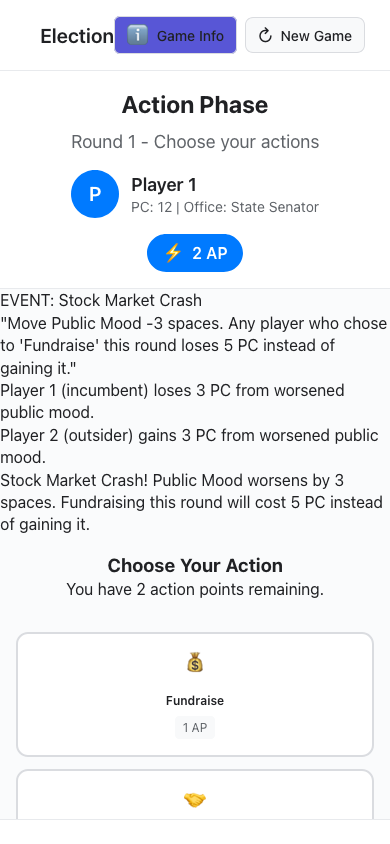 Election
ℹ️ Game Info
↻ New Game
Action Phase
Round 1 - Choose your actions
P
Player 1
PC: 12 | Office: State Senator
⚡ 2 AP
EVENT: Stock Market Crash
"Move Public Mood -3 spaces. Any player who chose
to 'Fundraise' this round loses 5 PC instead of
gaining it."
Player 1 (incumbent) loses 3 PC from worsened
public mood.
Player 2 (outsider) gains 3 PC from worsened public
mood.
Stock Market Crash! Public Mood worsens by 3
spaces. Fundraising this round will cost 5 PC instead
of gaining it.
Choose Your Action
You have 2 action points remaining.
Fundraise
1 AP